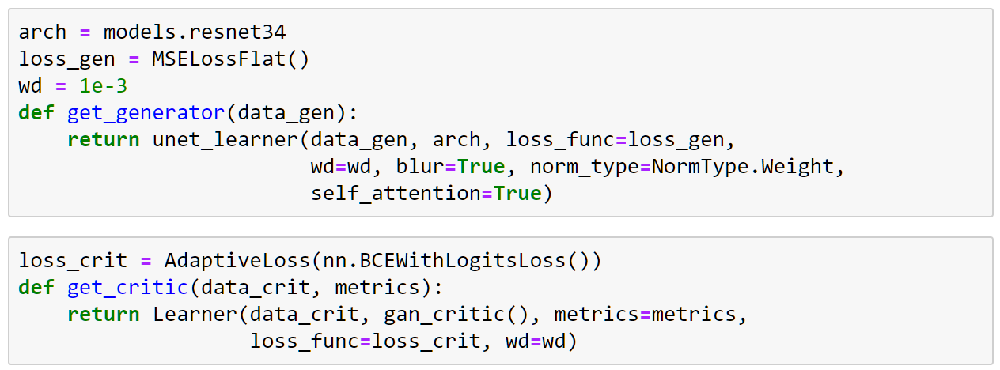 arch = models.resnet34
loss_gen = MSELossFlat()
wd = 1e-3
def get_generator(data_gen):
    return unet_learner(data_gen, arch, loss_func=loss_gen,
                        wd=wd, blur=True, norm_type=NormType.Weight,
                        self_attention=True)
loss_crit = AdaptiveLoss(nn.BCEWithLogitsLoss())
def get_critic(data_crit, metrics):
    return Learner(data_crit, gan_critic(), metrics=metrics,
                   loss_func=loss_crit, wd=wd)